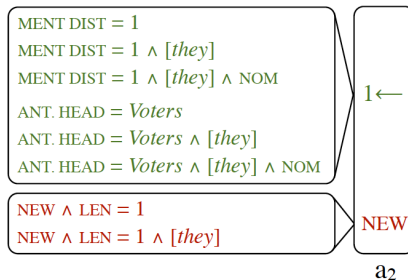 MENT DIST = 1
MENT DIST = 1 ∧ [they]
MENT DIST = 1 ∧ [they] ∧ NOM
ANT. HEAD = Voters
ANT. HEAD = Voters ∧ [they]
ANT. HEAD = Voters ∧ [they] ∧ NOM
1←
NEW ∧ LEN = 1
NEW ∧ LEN = 1 ∧ [they]
NEW
a₂